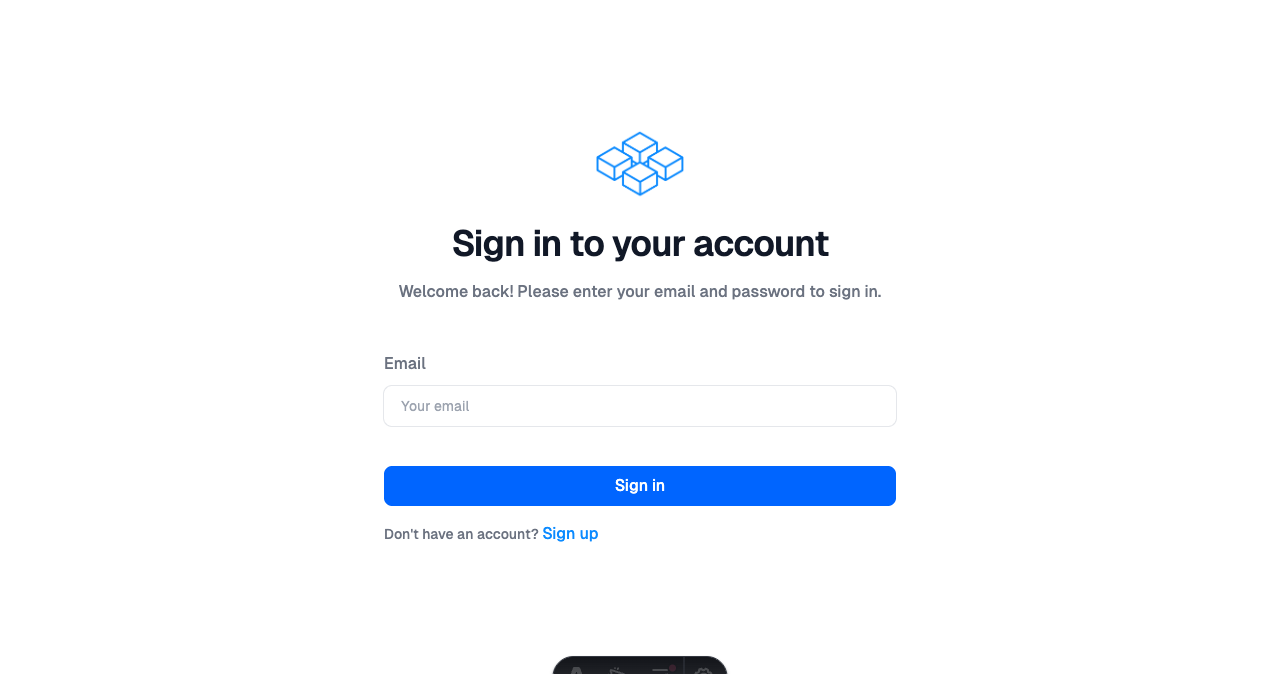 Sign in to your account
Welcome back! Please enter your email and password to sign in.
Email
Your email
Sign in
Don't have an account? Sign up